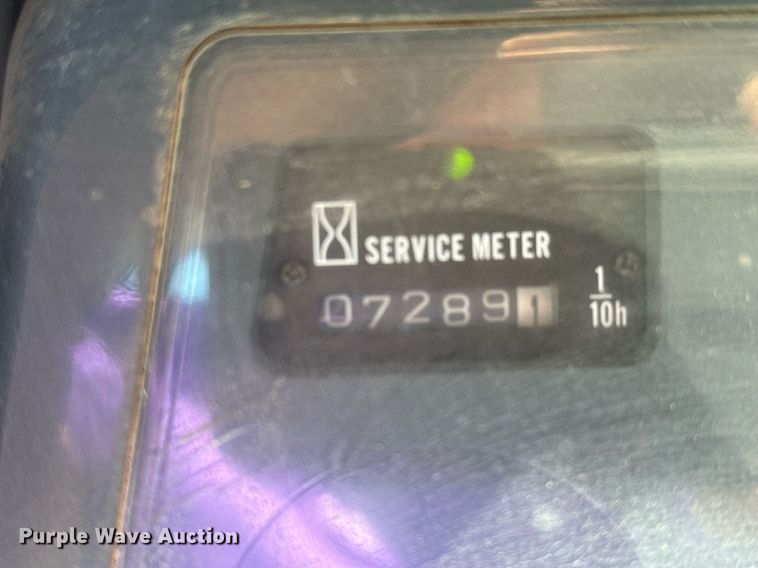 SERVICE METER
072891
1/10h
Purple Wave Auction